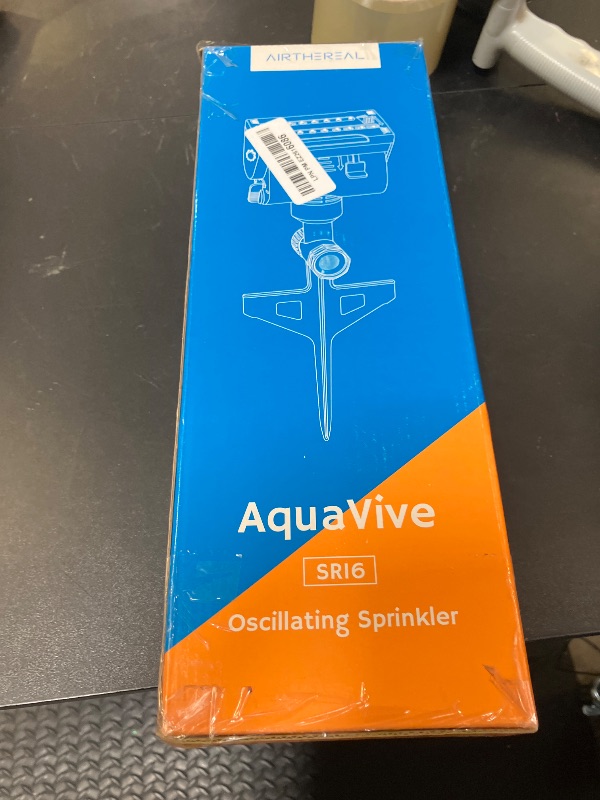 AIRTHEREAL
AquaVive
SR16
Oscillating Sprinkler